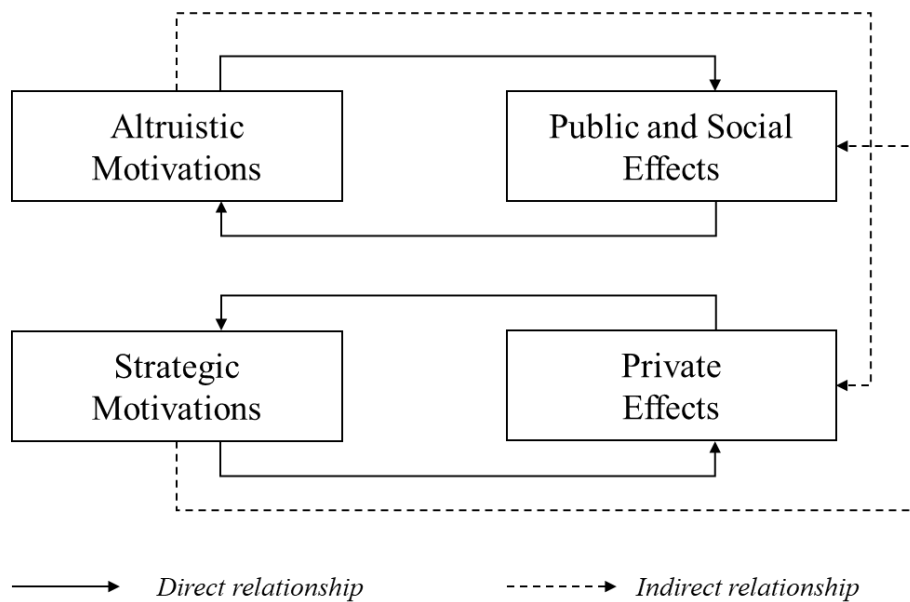 Altruistic
Motivations
Public and Social
Effects
Strategic
Motivations
Private
Effects
Direct relationship
Indirect relationship